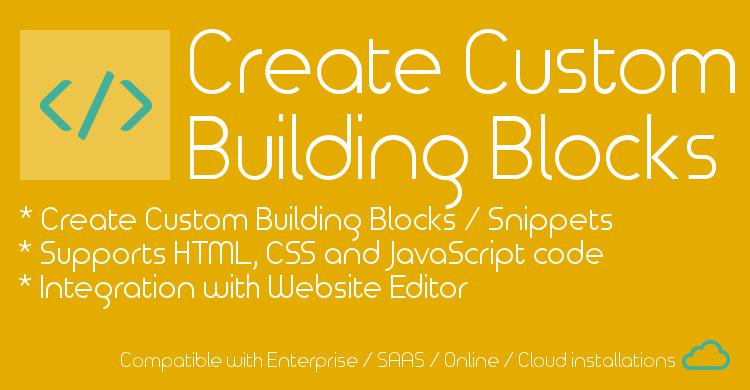 </>
Create Custom
Building Blocks
* Create Custom Building Blocks / Snippets
* Supports HTML, CSS and JavaScript code
* Integration with Website Editor
Compatible with Enterprise / SAAS / Online / Cloud installations